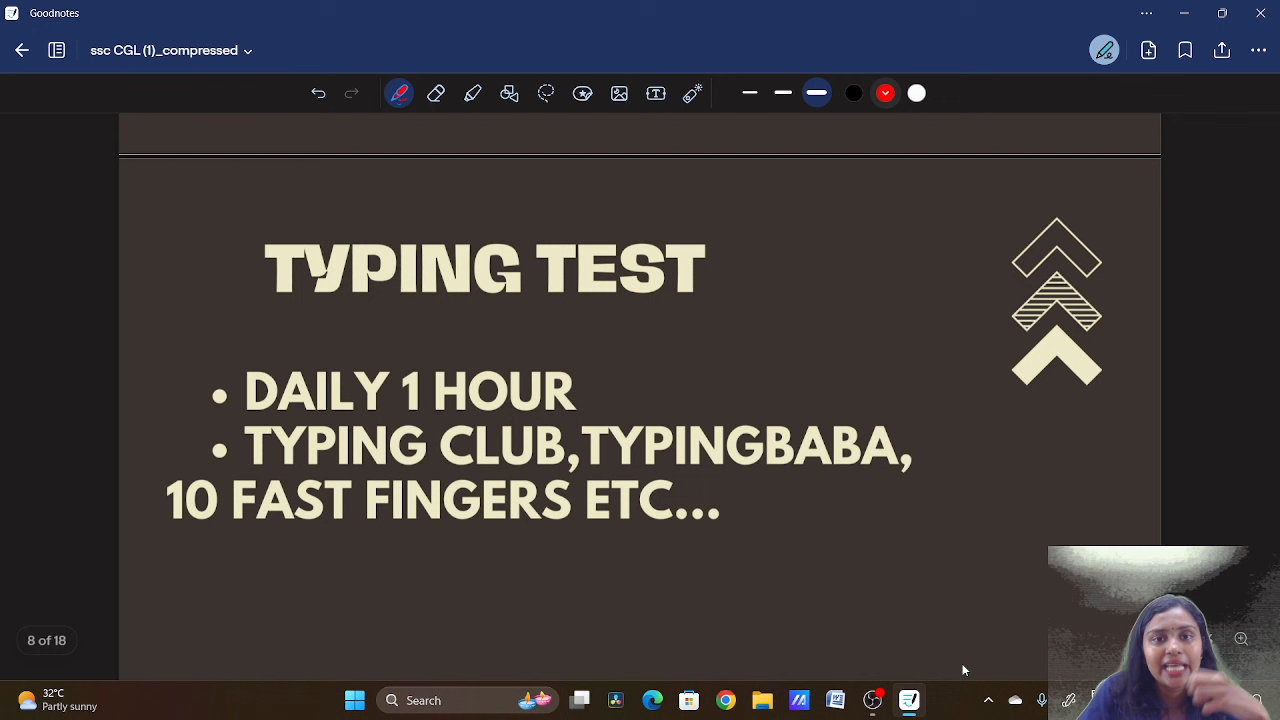 Goodnotes
ssc CGL (1)_compressed
TYPING TEST
• DAILY 1 HOUR
• TYPING CLUB,TYPINGBABA,
10 FAST FINGERS ETC...
8 of 18
32°C
Partly sunny
Search